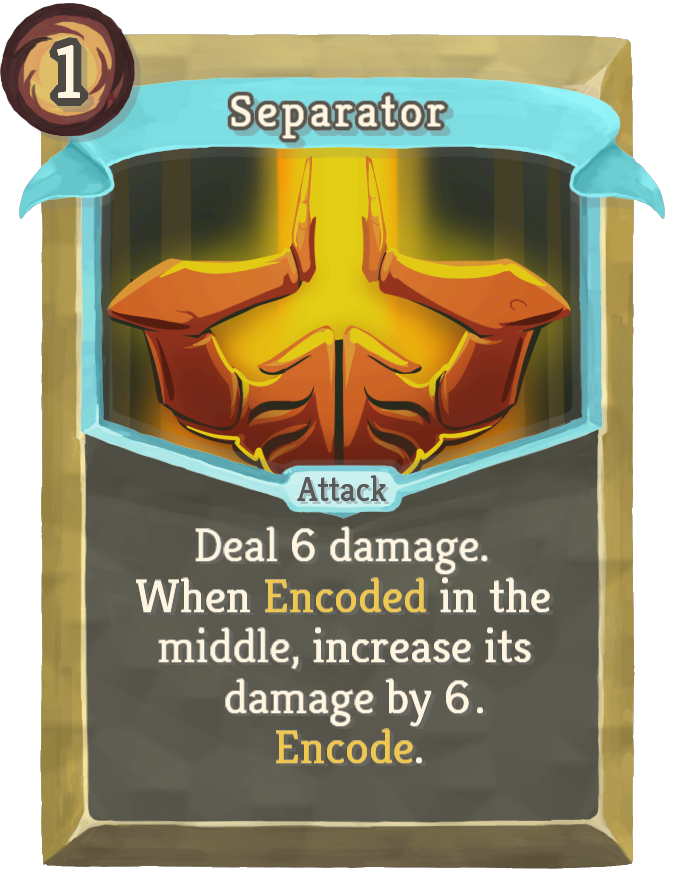 1
Separator
Attack
Deal 6 damage.
When Encoded in the
middle, increase its
damage by 6.
Encode.